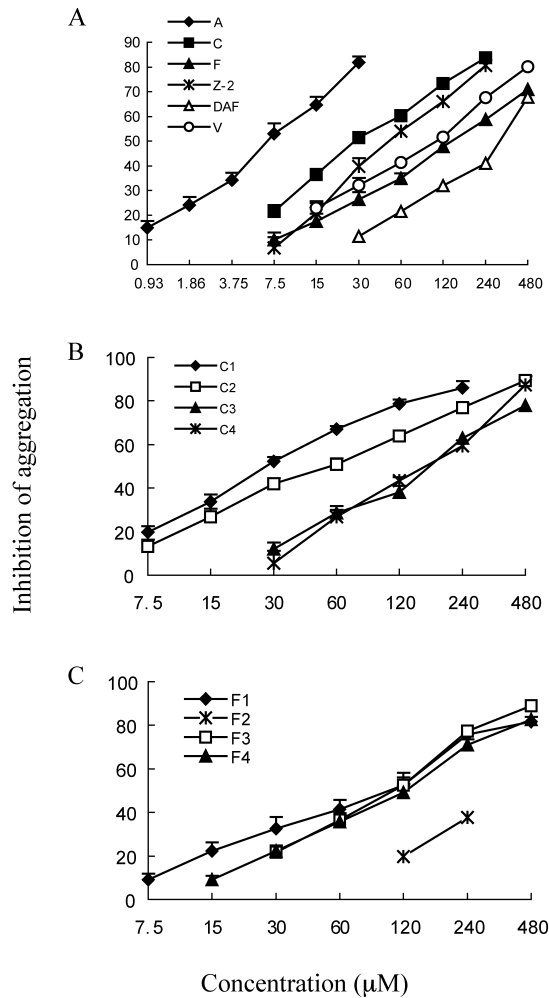 A
A
C
F
Z-2
DAF
V
90
80
70
60
50
40
30
20
10
0
0.93 1.86 3.75 7.5 15 30 60 120 240 480
B
C1
C2
C3
C4
100
80
60
40
20
0
7.5 15 30 60 120 240 480
Inhibition of aggregation
C
F1
F2
F3
F4
100
80
60
40
20
0
7.5 15 30 60 120 240 480
Concentration (µM)